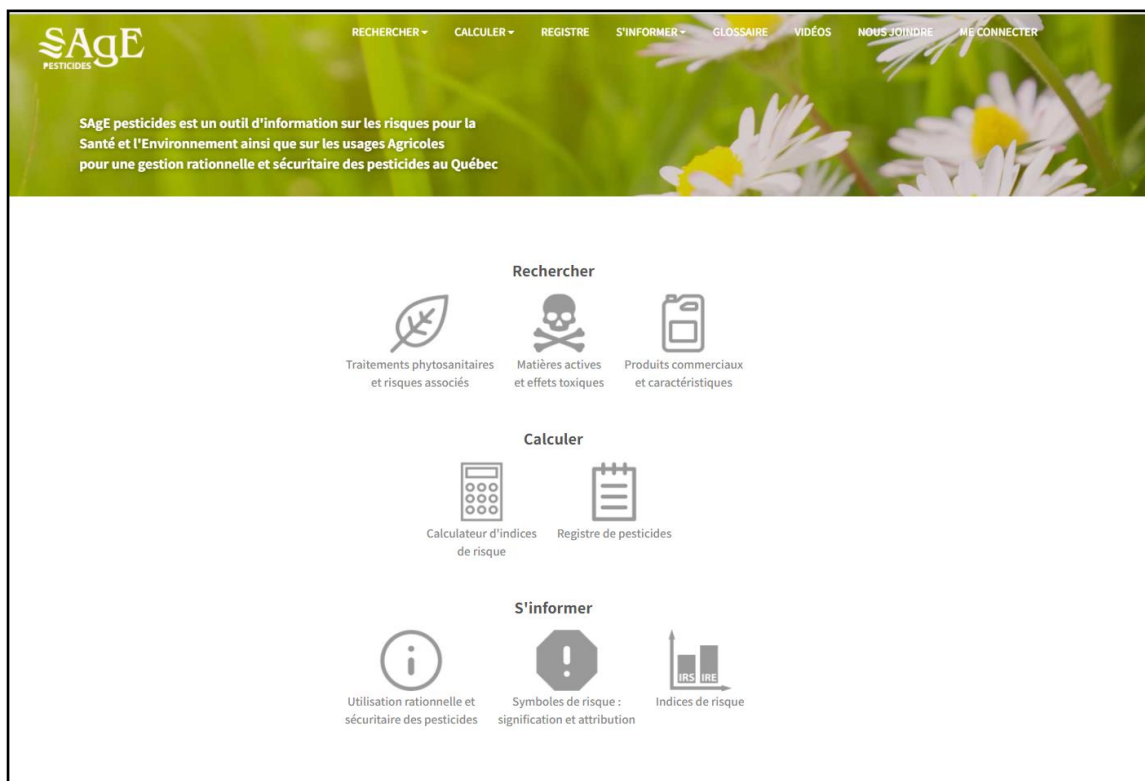 SAgE
PESTICIDES
RECHERCHER CALCULER REGISTRE S'INFORMER GLOSSAIRE VIDÉOS NOUS JOINDRE ME CONNECTER
SAgE pesticides est un outil d'information sur les risques pour la
Santé et l'Environnement ainsi que sur les usages Agricoles
pour une gestion rationnelle et sécuritaire des pesticides au Québec
Rechercher
Traitements phytosanitaires
et risques associés
Matières actives
et effets toxiques
Produits commerciaux
et caractéristiques
Calculer
Calculateur d'indices
de risque
Registre de pesticides
S'informer
IRS IRE
Utilisation rationnelle et
sécuritaire des pesticides
Symboles de risque :
signification et attribution
Indices de risque